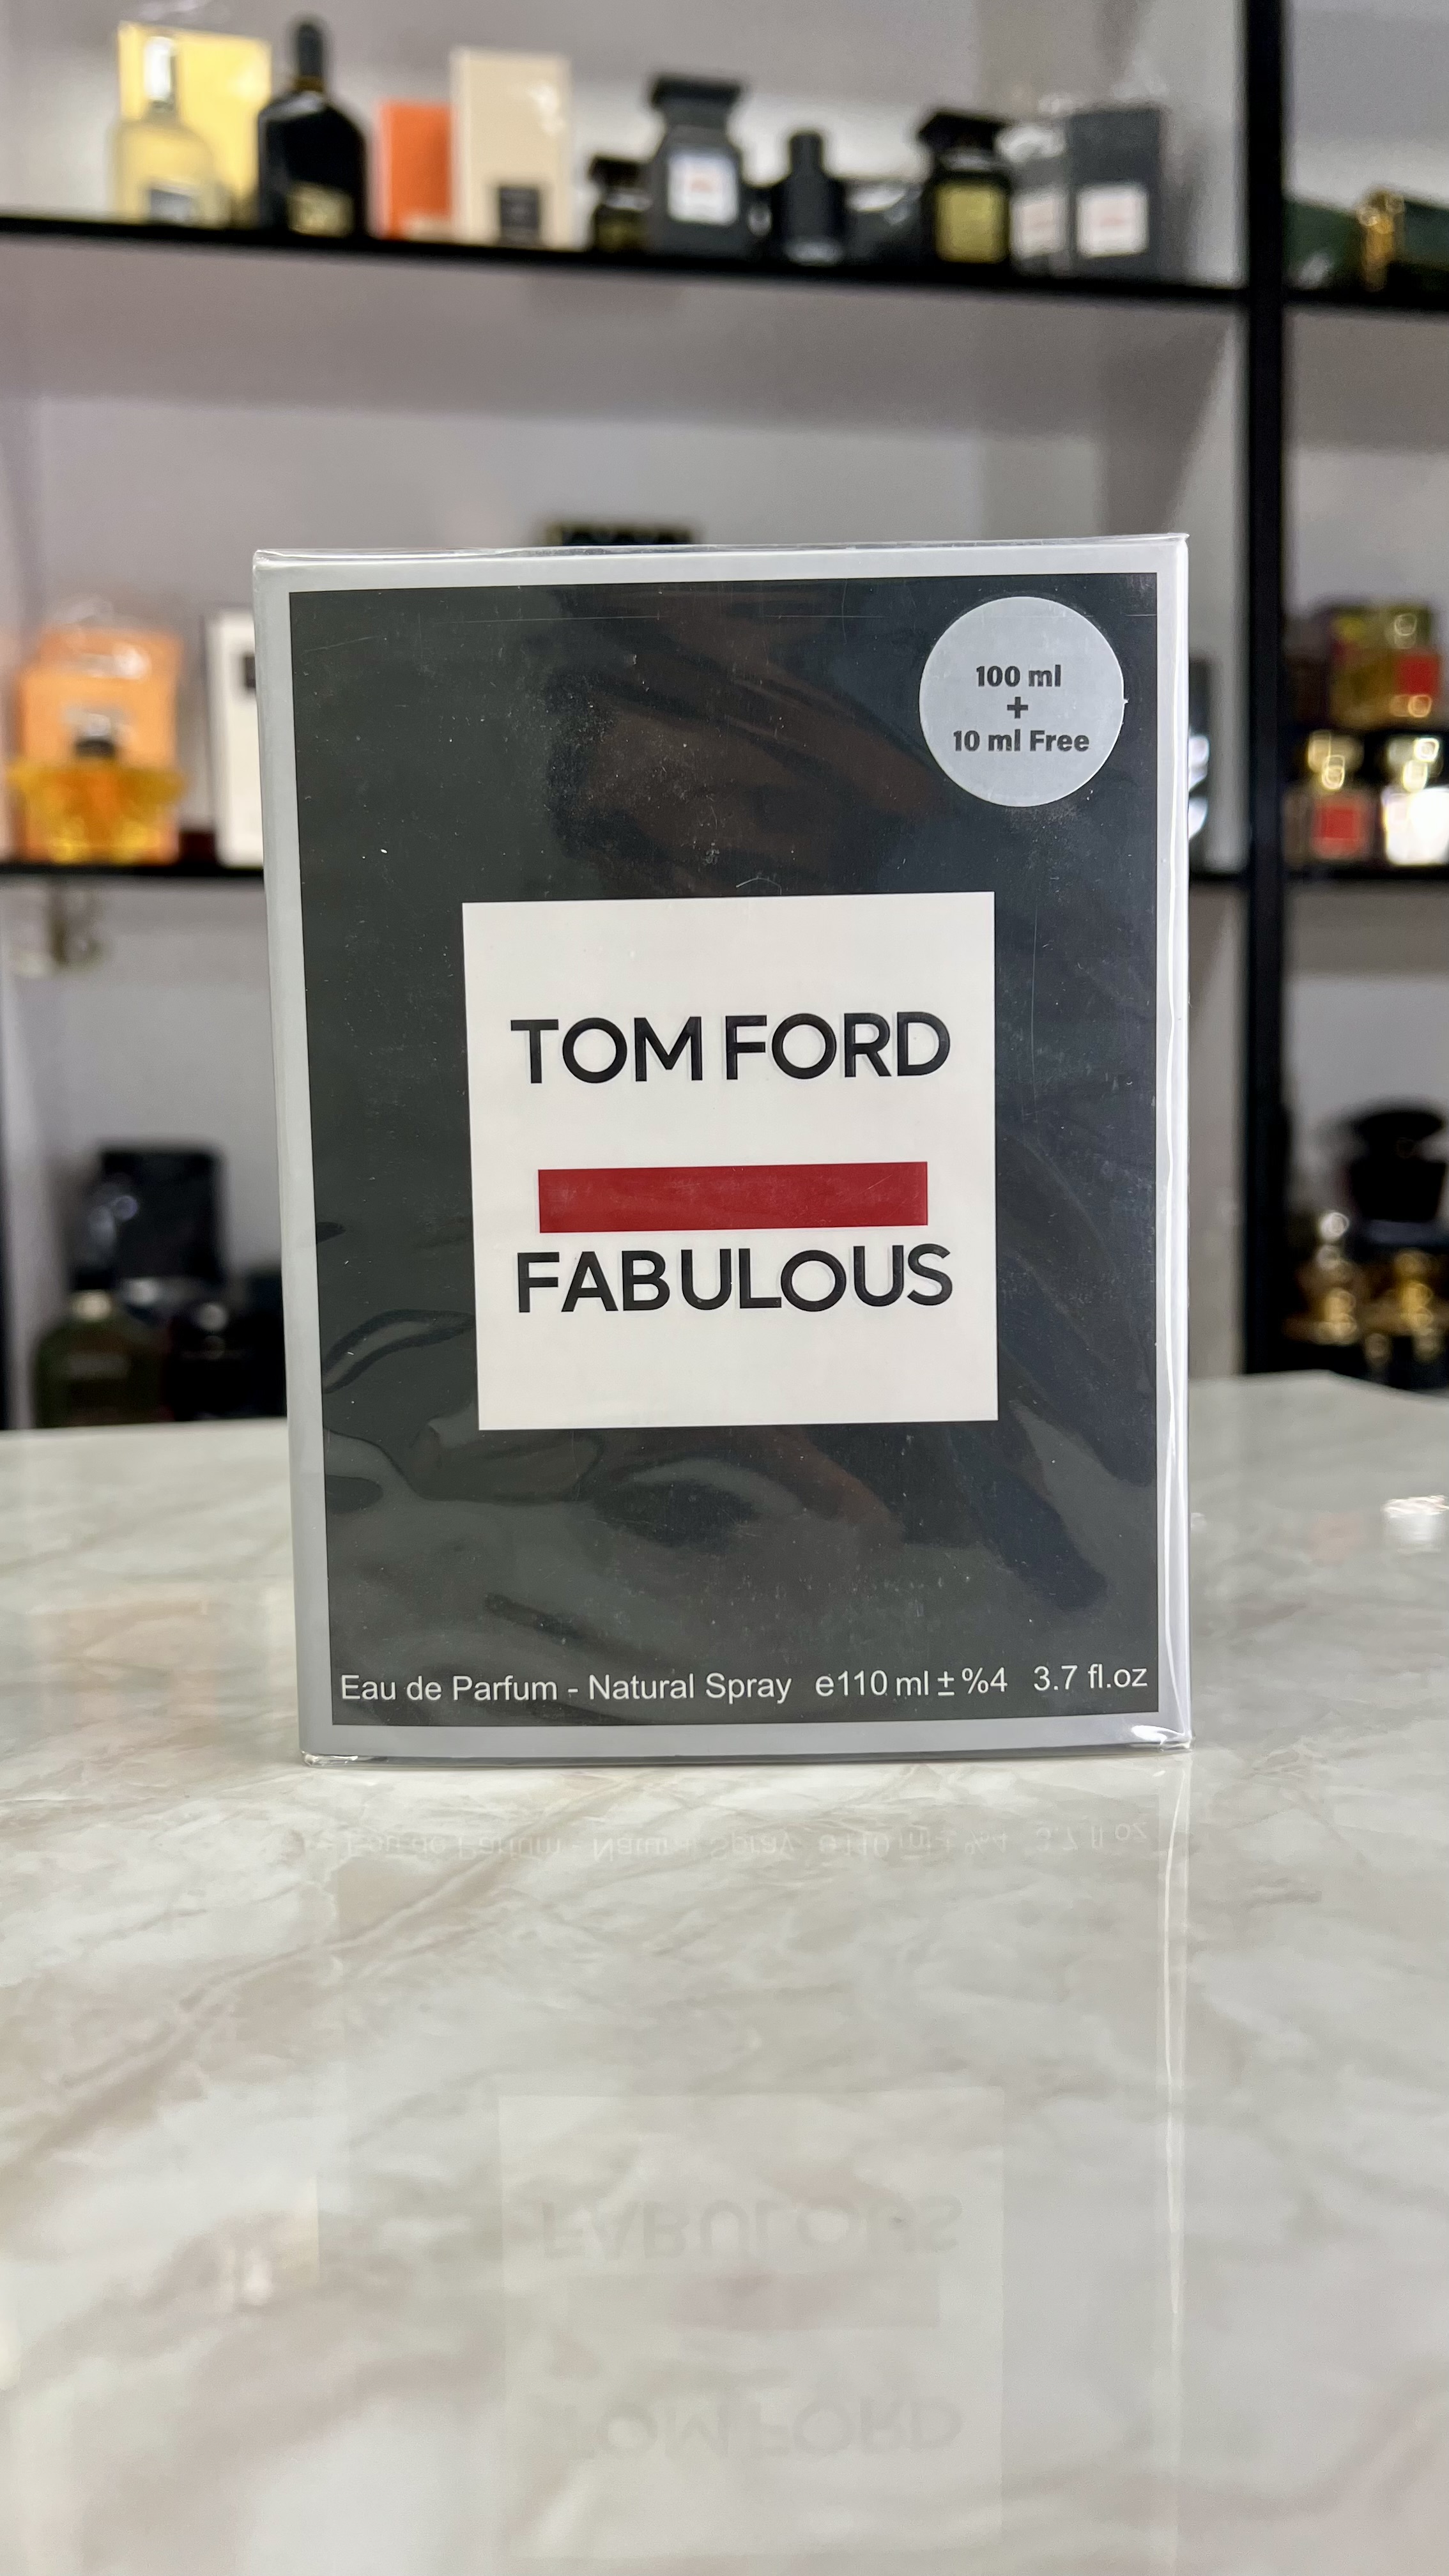 100 ml
+
10 ml Free
TOM FORD
FABULOUS
Eau de Parfum - Natural Spray e110 ml ± %4 3.7 fl.oz